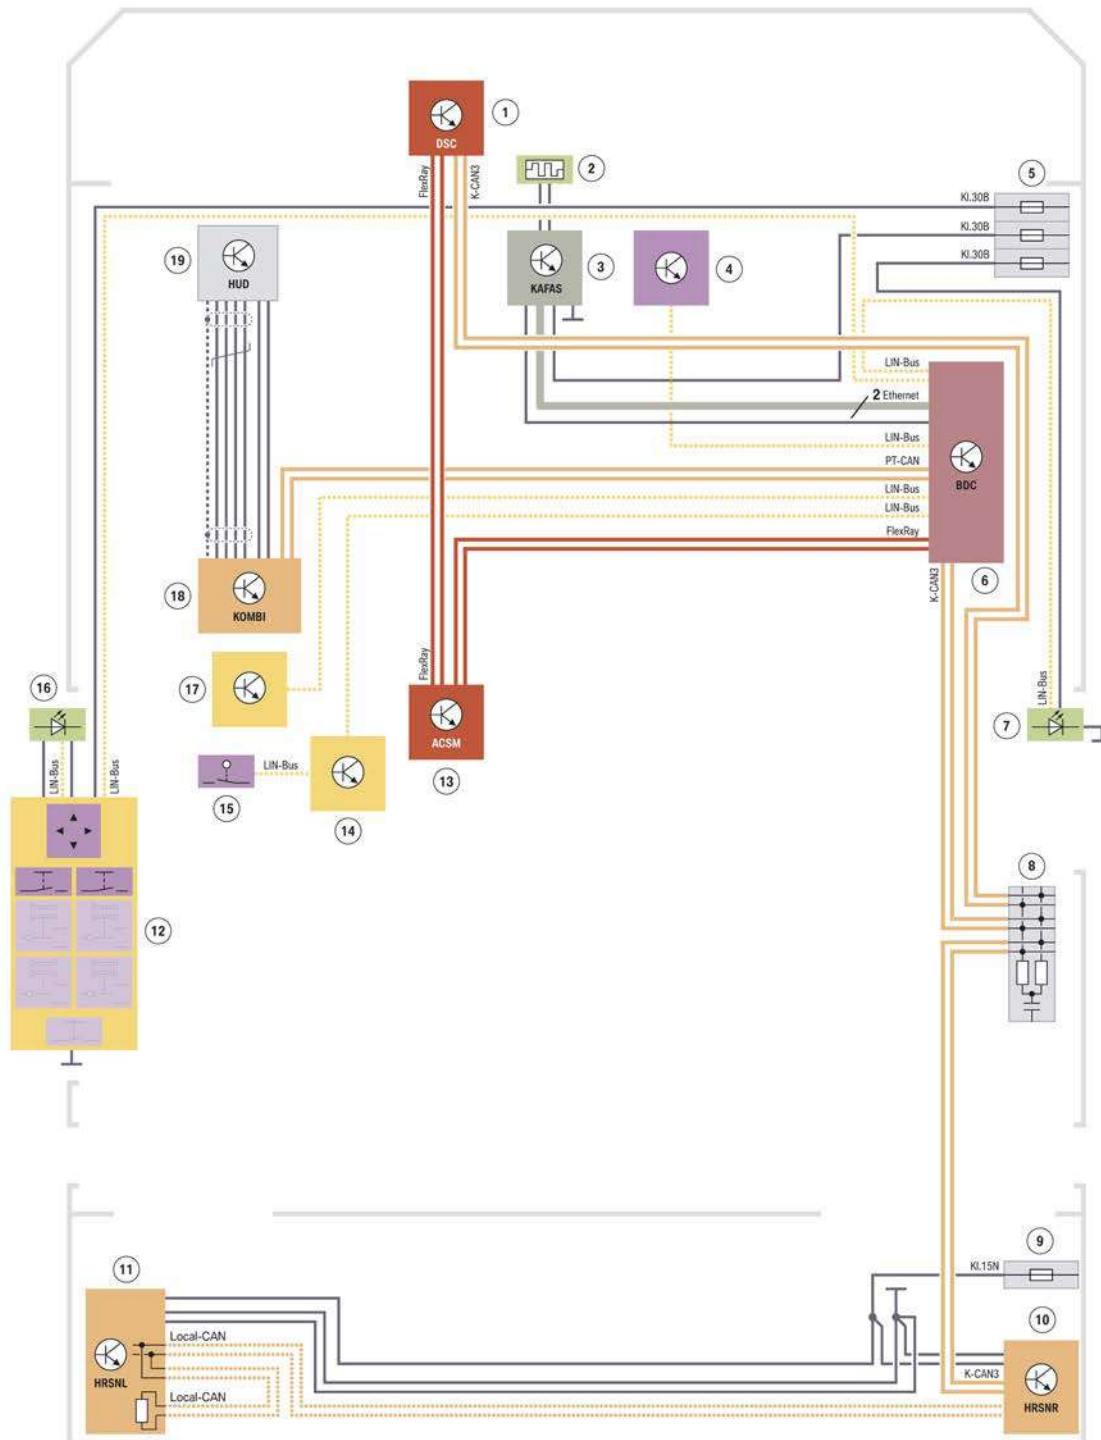 1
DSC
FlexRay
K-CAN3
2
5
Kl.30B
Kl.30B
Kl.30B
19
HUD
3
KAFAS
4
LIN-Bus
2 Ethernet
LIN-Bus
PT-CAN
LIN-Bus
LIN-Bus
FlexRay
BDC
6
K-CAN3
18
KOMBI
17
FlexRay
ACSM
13
16
LIN-Bus
LIN-Bus
15
LIN-Bus
14
LIN-Bus
7
8
12
11
Local-CAN
HRSNL
Local-CAN
9
Kl.15N
10
K-CAN3
HRSNR